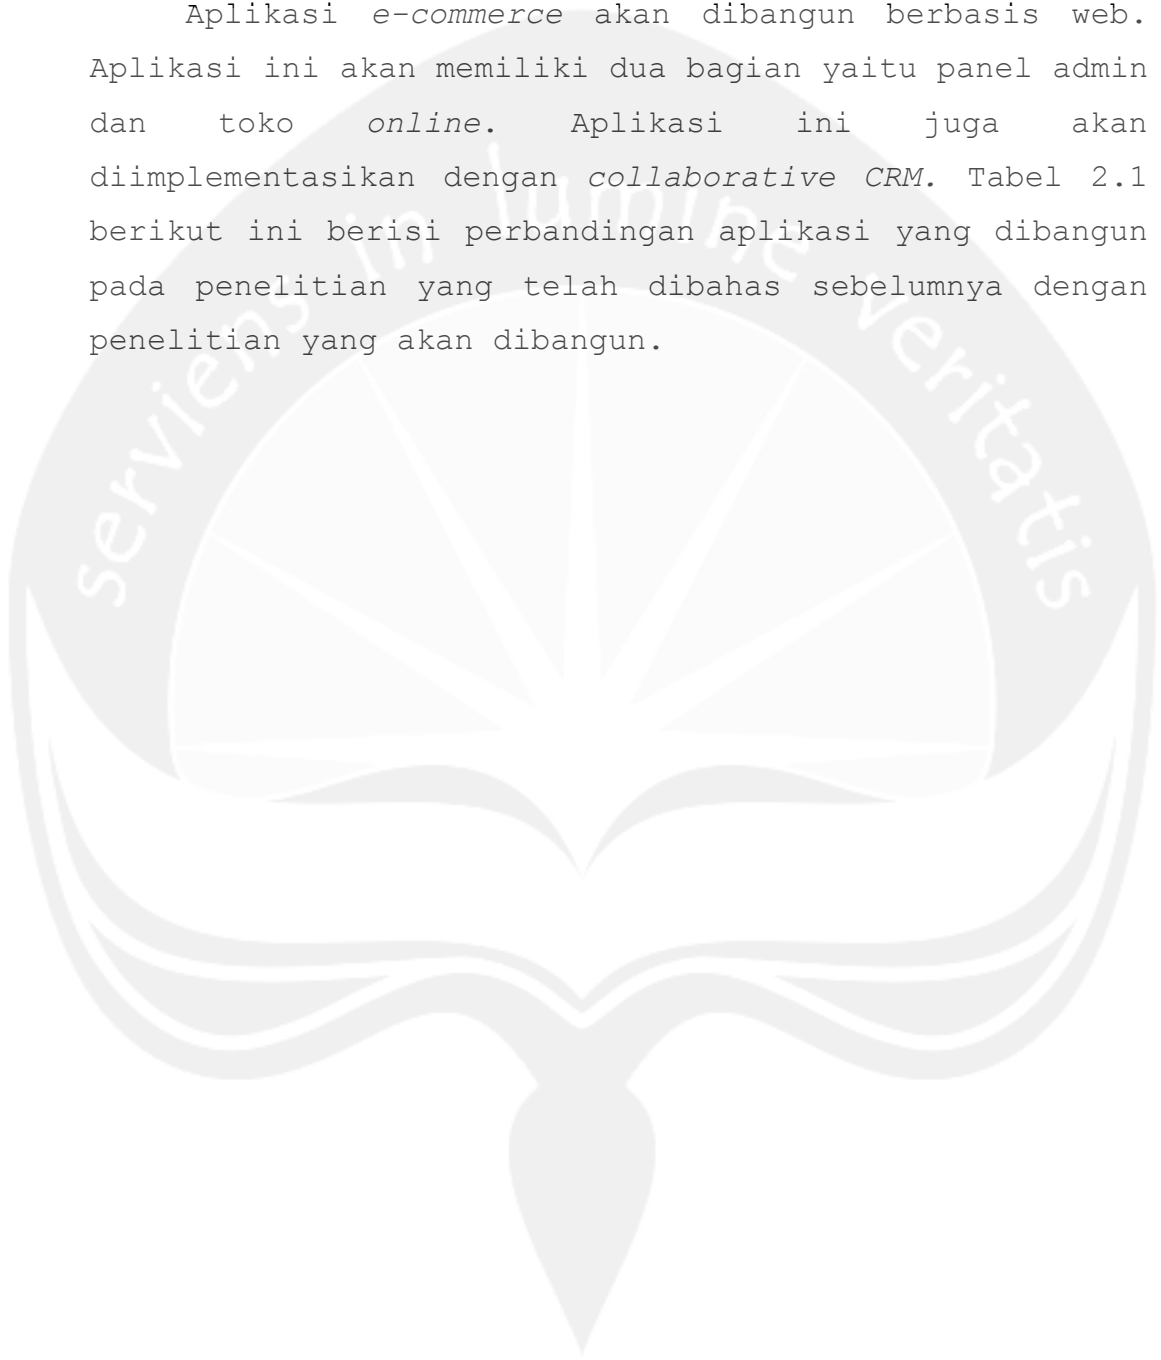 Aplikasi e-commerce akan dibangun berbasis web.
Aplikasi ini akan memiliki dua bagian yaitu panel admin
dan toko online. Aplikasi ini juga akan
diimplementasikan dengan collaborative CRM. Tabel 2.1
berikut ini berisi perbandingan aplikasi yang dibangun
pada penelitian yang telah dibahas sebelumnya dengan
penelitian yang akan dibangun.
serviens in lumine veritatis